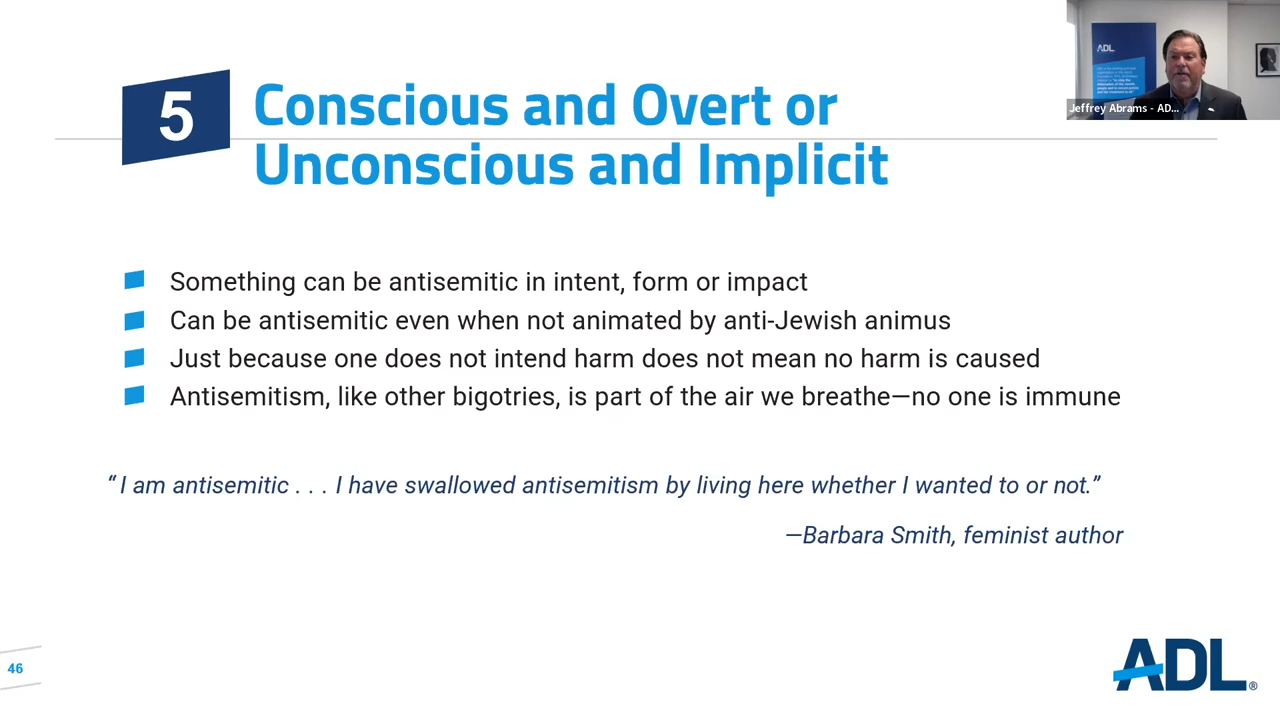 5
Conscious and Overt or
Unconscious and Implicit
Something can be antisemitic in intent, form or impact
Can be antisemitic even when not animated by anti-Jewish animus
Just because one does not intend harm does not mean no harm is caused
Antisemitism, like other bigotries, is part of the air we breathe—no one is immune
“I am antisemitic . . . I have swallowed antisemitism by living here whether I wanted to or not.”
—Barbara Smith, feminist author
46
ADL®
ADL
Jeffrey Abrams - AD...